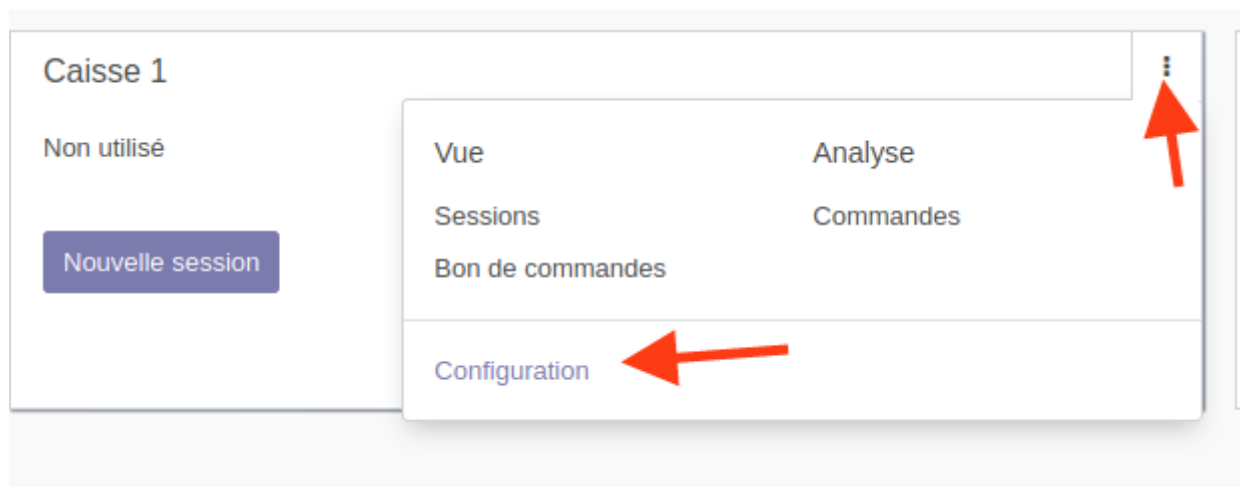 Caisse 1
Non utilisé
Nouvelle session
Vue
Analyse
Sessions
Commandes
Bon de commandes
Configuration